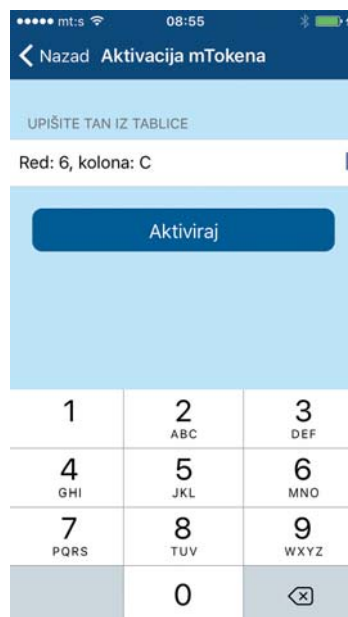 mt:s 08:55
Nazad Aktivacija mTokena
UPIŠITE TAN IZ TABLICE
Red: 6, kolona: C
Aktiviraj
1 2 3
ABC DEF
4 5 6
GHI JKL MNO
7 8 9
PQRS TUV WXYZ
0